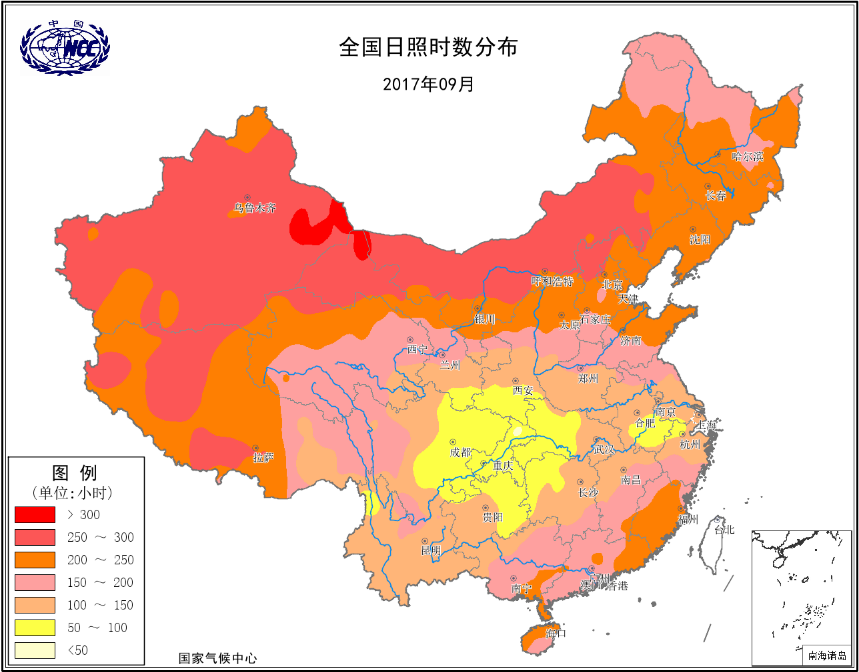 中国
NCC
全国日照时数分布
2017年09月
哈尔滨
长春
乌鲁木齐
沈阳
呼和浩特
北京
天津
银川
石家庄
太原
济南
西宁
兰州
郑州
西安
南京
合肥
上海
杭州
成都
武汉
拉萨
重庆
南昌
长沙
贵阳
福州
台北
昆明
广州
南宁
澳门
香港
海口
图 例
(单位:小时)
> 300
250 ～ 300
200 ～ 250
150 ～ 200
100 ～ 150
50 ～ 100
<50
国家气候中心
南海诸岛